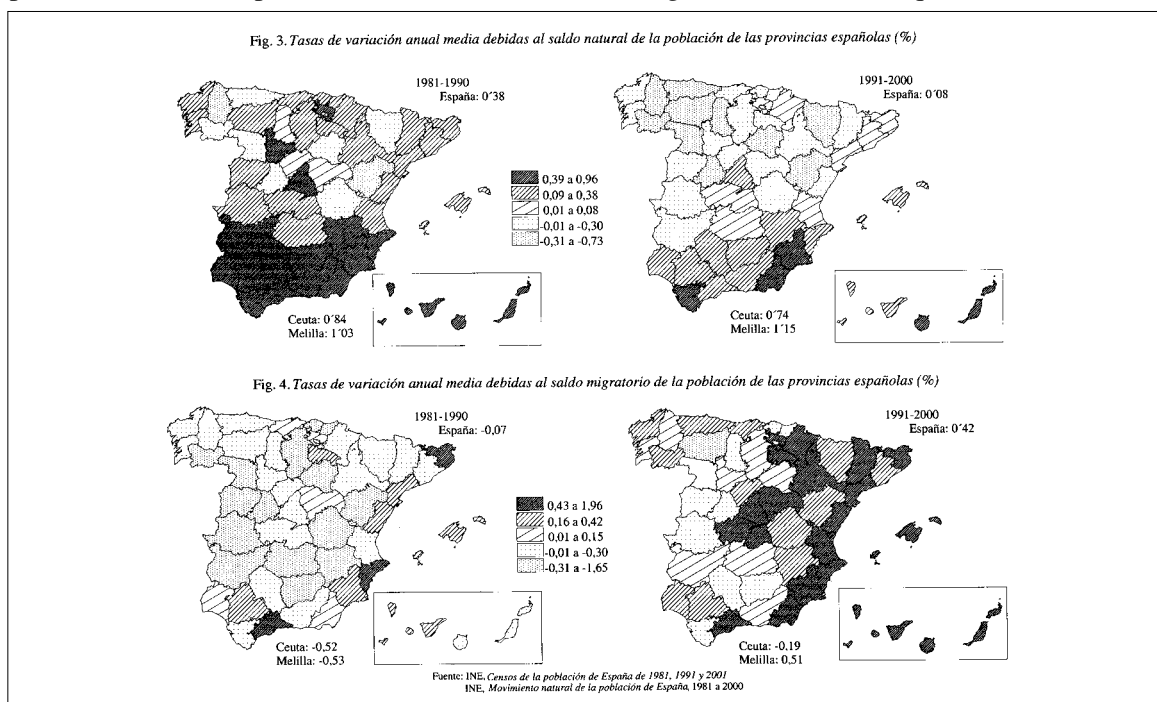 Fig. 3. Tasas de variación anual media debidas al saldo natural de la población de las provincias españolas (%)
1981-1990
España: 0´38
1991-2000
España: 0´08
0,39 a 0,96
0,09 a 0,38
0,01 a 0,08
-0,01 a -0,30
-0,31 a -0,73
Ceuta: 0´84
Melilla: 1´03
Ceuta: 0´74
Melilla: 1´15
Fig. 4. Tasas de variación anual media debidas al saldo migratorio de la población de las provincias españolas (%)
1981-1990
España: -0,07
1991-2000
España: 0´42
0,43 a 1,96
0,16 a 0,42
0,01 a 0,15
-0,01 a -0,30
-0,31 a -1,65
Ceuta: -0,52
Melilla: -0,53
Ceuta: -0,19
Melilla: 0,51
Fuente: INE, Censos de la población de España de 1981, 1991 y 2001
INE, Movimiento natural de la población de España, 1981 a 2000